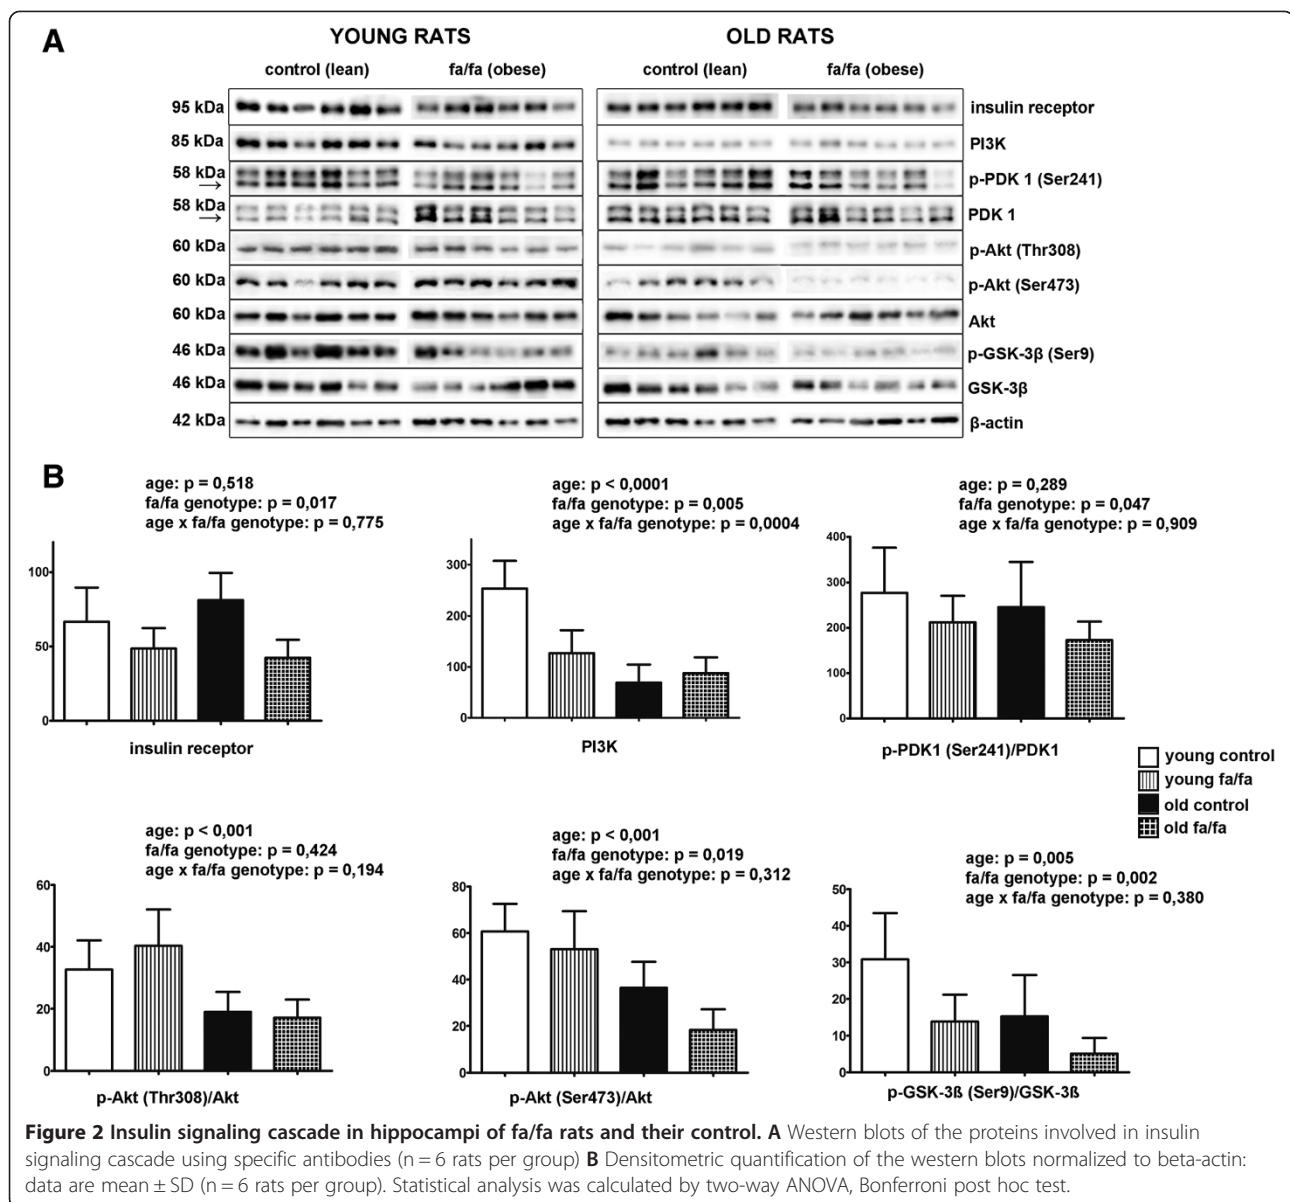 A
YOUNG RATS
OLD RATS
control (lean)
fa/fa (obese)
control (lean)
fa/fa (obese)
95 kDa
insulin receptor
85 kDa
PI3K
58 kDa
→
p-PDK 1 (Ser241)
58 kDa
→
PDK 1
60 kDa
p-Akt (Thr308)
60 kDa
p-Akt (Ser473)
60 kDa
Akt
46 kDa
p-GSK-3β (Ser9)
46 kDa
GSK-3β
42 kDa
β-actin
B
age: p = 0,518
fa/fa genotype: p = 0,017
age x fa/fa genotype: p = 0,775
100
50
0
insulin receptor
age: p < 0,0001
fa/fa genotype: p = 0,005
age x fa/fa genotype: p = 0,0004
300
200
100
0
PI3K
age: p = 0,289
fa/fa genotype: p = 0,047
age x fa/fa genotype: p = 0,909
400
300
200
100
0
p-PDK1 (Ser241)/PDK1
young control
young fa/fa
old control
old fa/fa
age: p < 0,001
fa/fa genotype: p = 0,424
age x fa/fa genotype: p = 0,194
60
40
20
0
p-Akt (Thr308)/Akt
age: p < 0,001
fa/fa genotype: p = 0,019
age x fa/fa genotype: p = 0,312
80
60
40
20
0
p-Akt (Ser473)/Akt
age: p = 0,005
fa/fa genotype: p = 0,002
age x fa/fa genotype: p = 0,380
50
40
30
20
10
0
p-GSK-3ß (Ser9)/GSK-3ß
Figure 2 Insulin signaling cascade in hippocampi of fa/fa rats and their control. A Western blots of the proteins involved in insulin
signaling cascade using specific antibodies (n = 6 rats per group) B Densitometric quantification of the western blots normalized to beta-actin:
data are mean ± SD (n = 6 rats per group). Statistical analysis was calculated by two-way ANOVA, Bonferroni post hoc test.